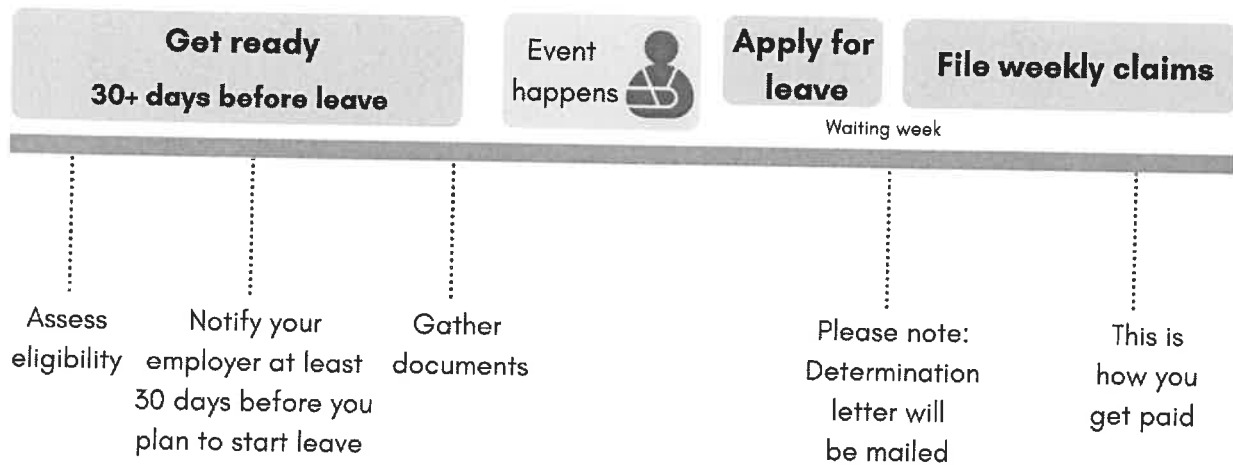 Get ready
30+ days before leave
Event
happens
Apply for
leave
File weekly claims
Waiting week
Assess
eligibility
Notify your
employer at least
30 days before you
plan to start leave
Gather
documents
Please note:
Determination
letter will
be mailed
This is
how you
get paid